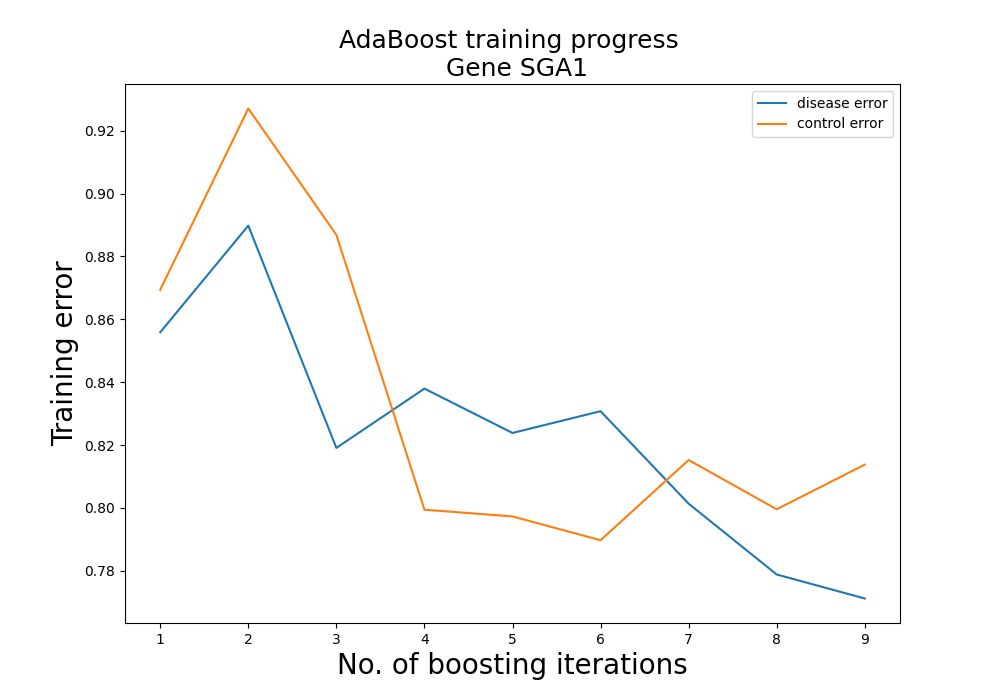 AdaBoost training progress
Gene SGA1
disease error
control error
Training error
0.92
0.90
0.88
0.86
0.84
0.82
0.80
0.78
1 2 3 4 5 6 7 8 9
No. of boosting iterations